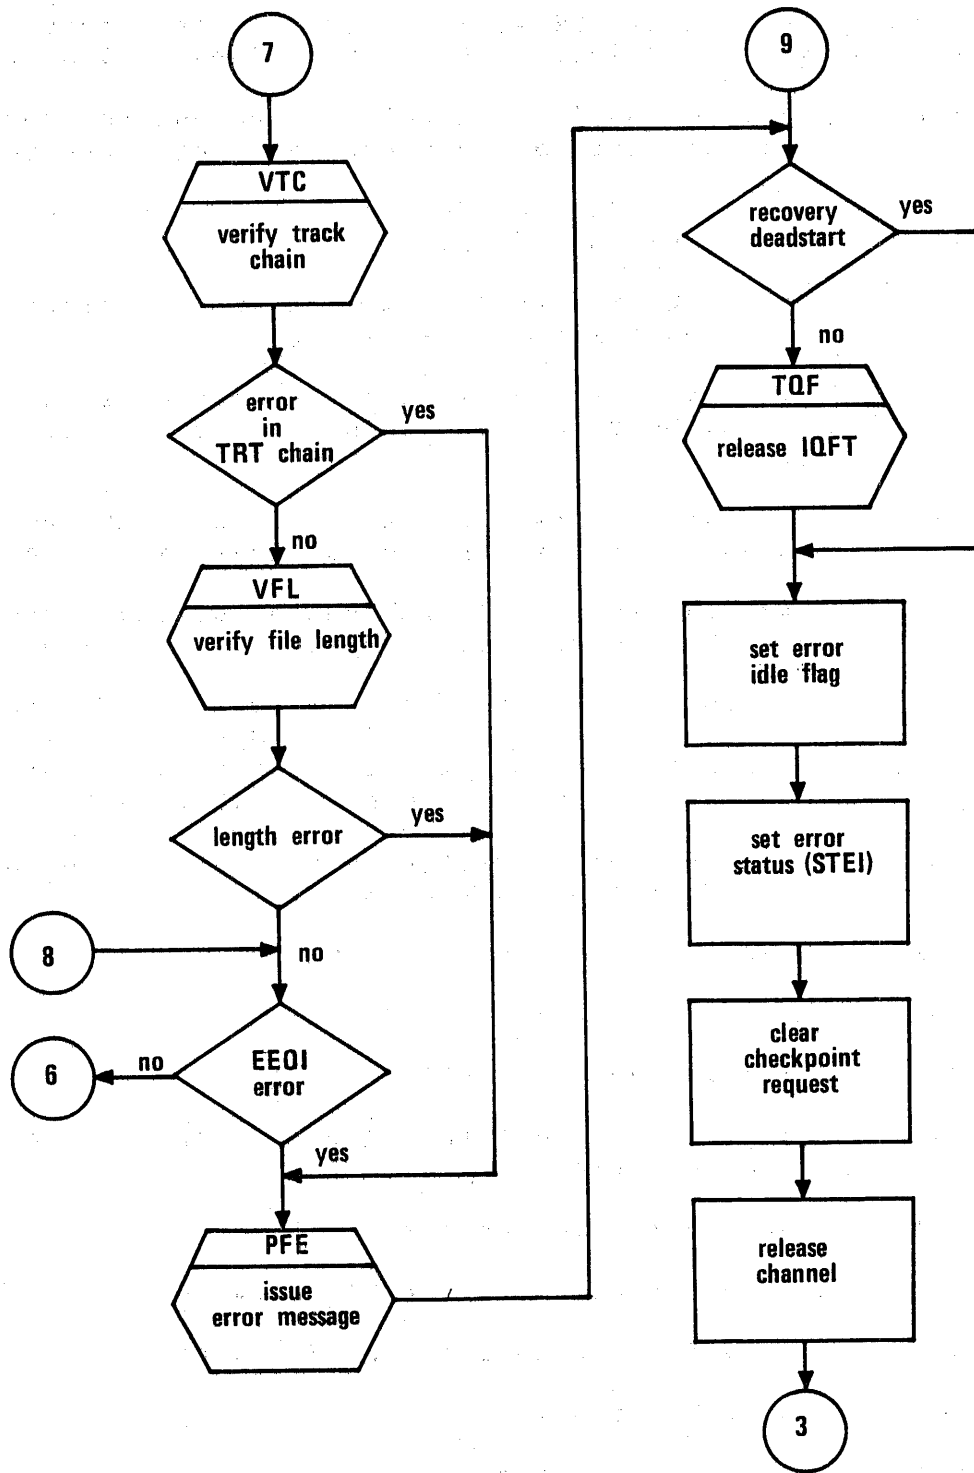 7
VTC
verify track
chain
error
in
TRT chain
yes
no
VFL
verify file length
length error
yes
8
no
EEOI
error
no
6
yes
PFE
issue
error message
9
recovery
deadstart
yes
no
TQF
release IQFT
set error
idle flag
set error
status (STEI)
clear
checkpoint
request
release
channel
3